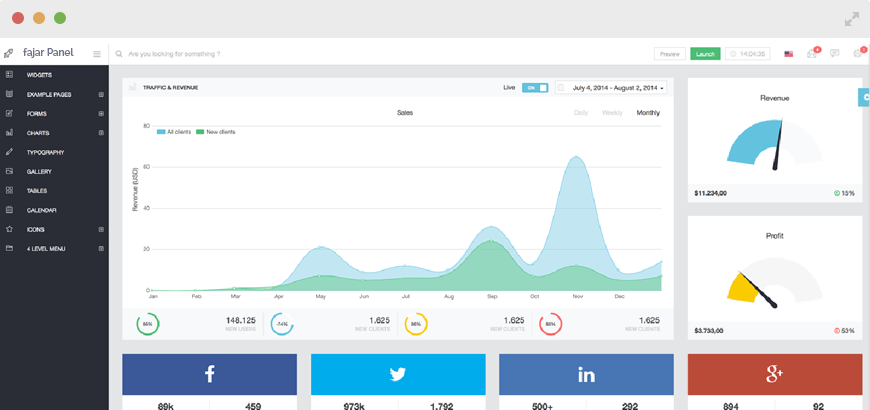 fajar Panel
Are you looking for something ?
Preview
Launch
14:04:35
WIDGETS
EXAMPLE PAGES
FORMS
CHARTS
TYPOGRAPHY
GALLERY
TABLES
CALENDAR
ICONS
4 LEVEL MENU
TRAFFIC & REVENUE
Live
ON
July 4, 2014 - August 2, 2014
Sales
Daily Weekly Monthly
All clients New clients
Revenue (USD)
80
60
40
20
0
Jan Feb Mar Apr May Jun Jul Aug Sep Oct Nov Dec
148.125
NEW USERS
-74%
1.625
NEW CLIENTS
1.625
NEW CLIENTS
1.625
NEW CLIENTS
Revenue
$11.234,00 15%
Profit
$3.733,00 53%
f
in
g+
89k 459
973k 1.792
500+ 292
894 92